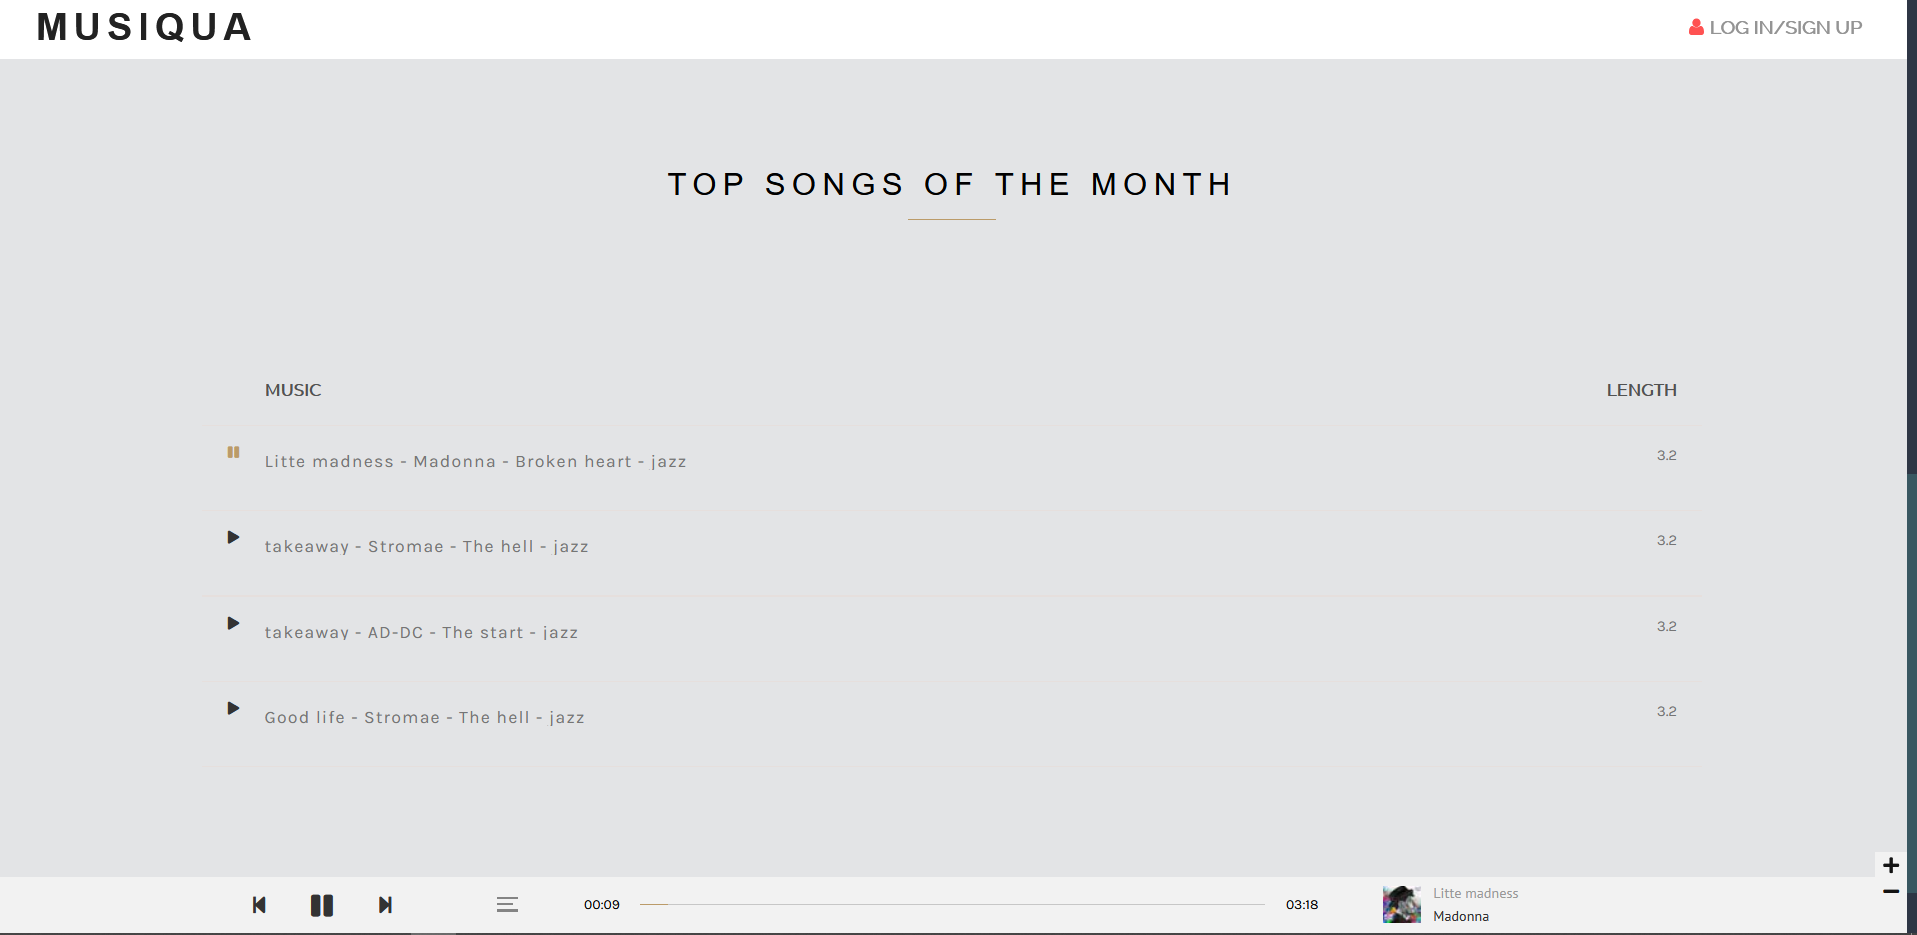 MUSIQUA
LOG IN/SIGN UP
TOP SONGS OF THE MONTH
MUSIC LENGTH
Litte madness - Madonna - Broken heart - jazz 3.2
takeaway - Stromae - The hell - jazz 3.2
takeaway - AD-DC - The start - jazz 3.2
Good life - Stromae - The hell - jazz 3.2
00:09 03:18
Litte madness
Madonna